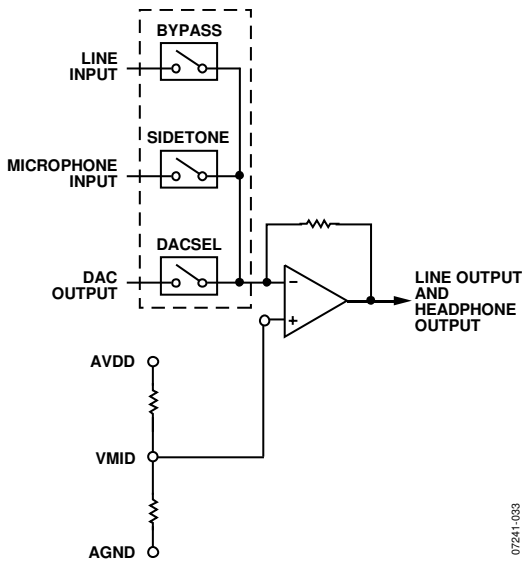 BYPASS
LINE
INPUT
SIDETONE
MICROPHONE
INPUT
DACSEL
DAC
OUTPUT
−
+
LINE OUTPUT
AND
HEADPHONE
OUTPUT
AVDD
VMID
AGND
07241-033